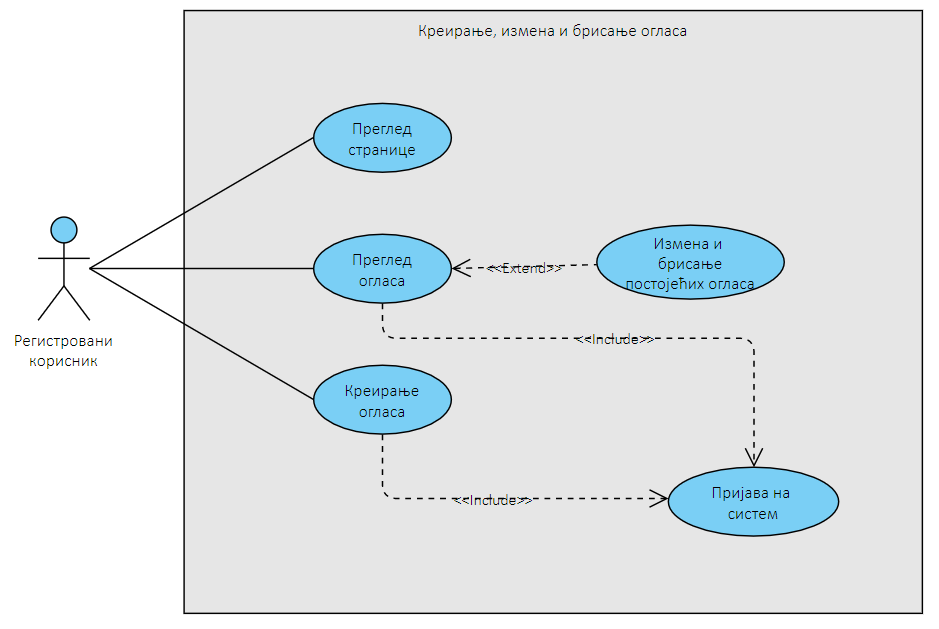 Креирање, измена и брисање огласа
Преглед
странице
Преглед
огласа
<<Extend>>
Измена и
брисање
постојећих огласа
<<Include>>
Регистровани
корисник
Креирање
огласа
<<Include>>
Пријава на
систем